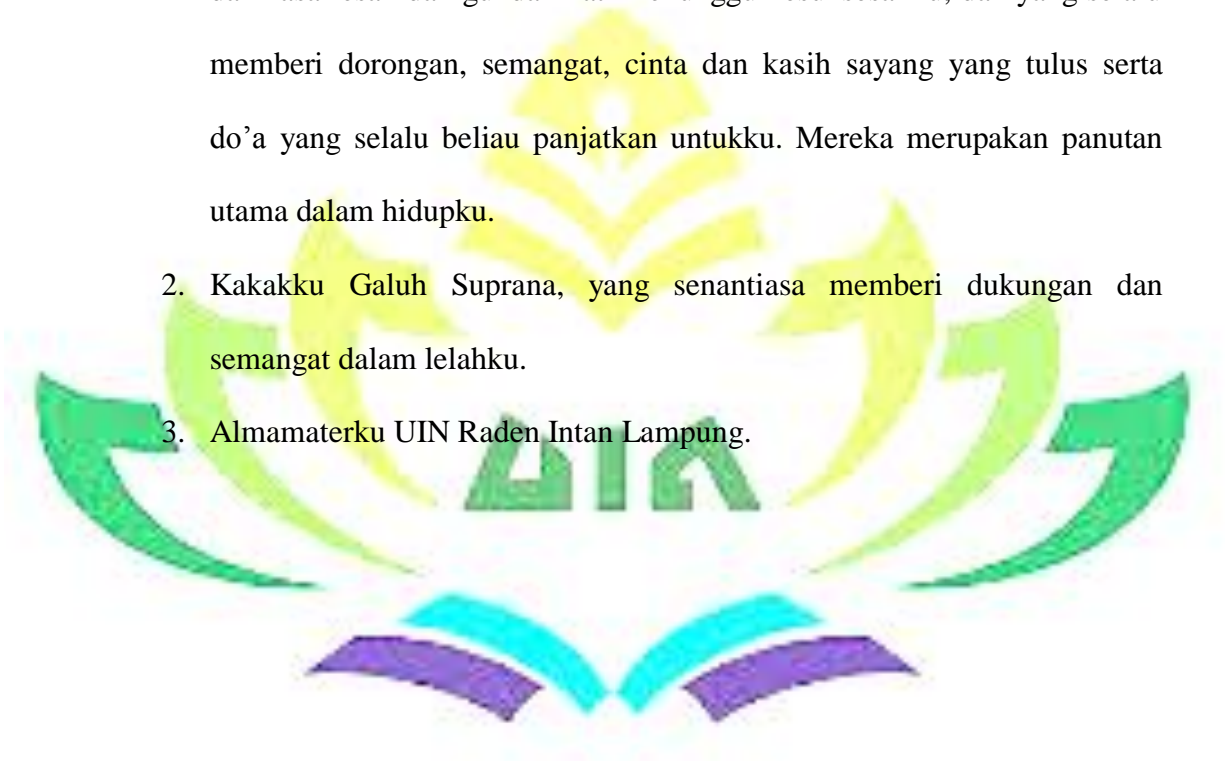 memberi dorongan, semangat, cinta dan kasih sayang yang tulus serta
do’a yang selalu beliau panjatkan untukku. Mereka merupakan panutan
utama dalam hidupku.
2. Kakakku Galuh Suprana, yang senantiasa memberi dukungan dan
semangat dalam lelahku.
3. Almamaterku UIN Raden Intan Lampung.